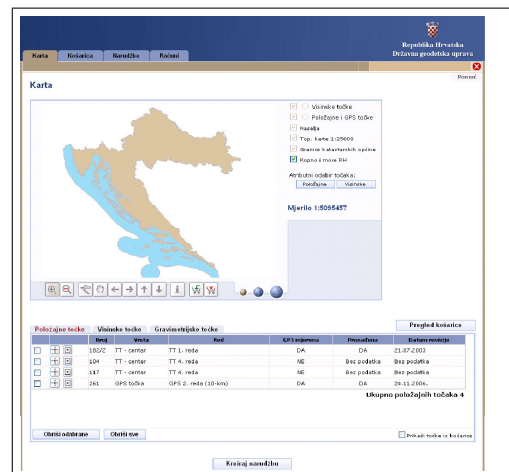 Republika Hrvatska
Državna geodetska uprava
Karta Košarica Narudžbe Računi
Pomoć
Karta
Visinske točke
Položajne i GPS točke
Naselja
Top. karte 1:25000
Granice katastarskih općina
Kopno i more RH
Atributni odabir točaka:
Položajne Visinske
Mjerilo 1:5095457
Pregled košarice
Položajne točke Visinske točke Gravimetrijske točke
Broj Vrsta Red GPS mjerena Pronađena Datum revizije
182/2 TT - centar TT 1. reda DA DA 21.07.2003
104 TT - centar TT 4. reda NE Bez podatka Bez podatka
117 TT - centar TT 4. reda NE Bez podatka Bez podatka
261 GPS točka GPS 2. reda (10-km) DA DA 24.11.2006.
Ukupno položajnih točaka 4
Obriši odabrane Obriši sve Prikaži točke iz košarice
Kreiraj narudžbu